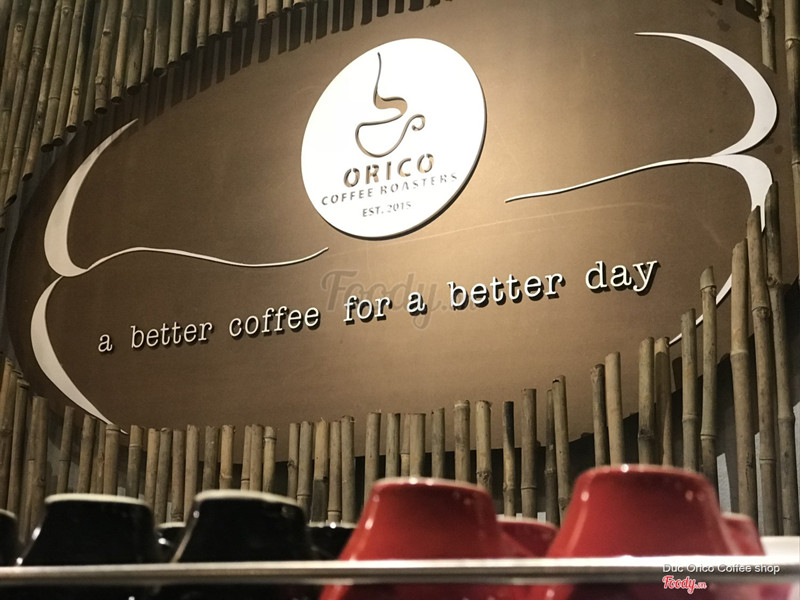 ORICO
COFFEE ROASTERS
EST. 2015
Foody.vn
a better coffee for a better day
Duc Orico Coffee shop
Foody.vn